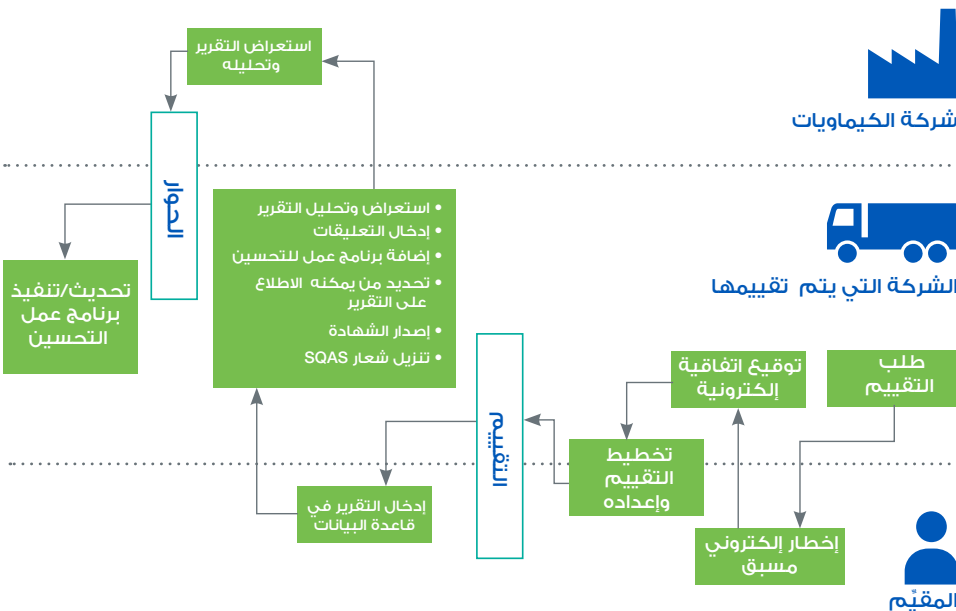 شركة الكيماويات
استعراض التقرير
وتحليله
الحوار
الشركة التي يتم تقييمها
طلب
التقييم
توقيع اتفاقية
إلكترونية
• استعراض وتحليل التقرير
• إدخال التعليقات
• إضافة برنامج عمل للتحسين
• تحديد من يمكنه الاطلاع
على التقرير
• إصدار الشهادة
• تنزيل شعار SQAS
تحديث/تنفيذ
برنامج عمل
التحسين
تخطيط
التقييم
وإعداده
التقييم
إدخال التقرير في
قاعدة البيانات
إخطار إلكتروني
مسبق
المقيِّم